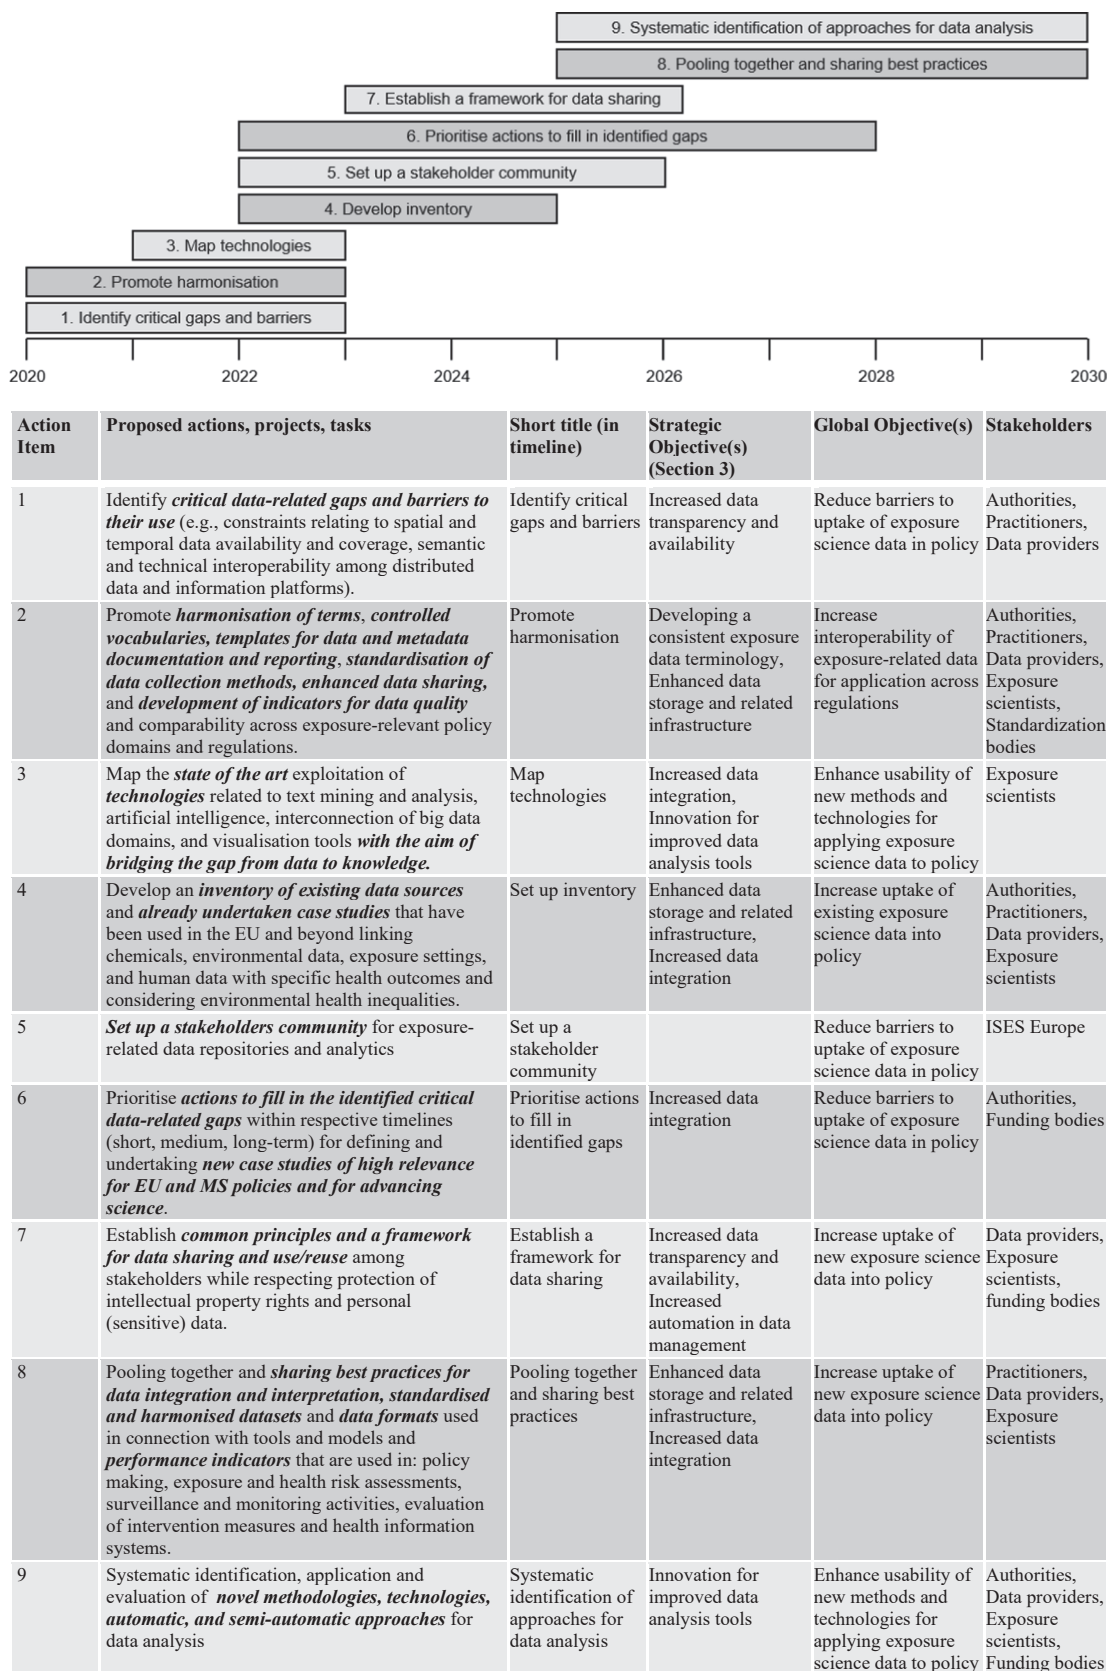 9. Systematic identification of approaches for data analysis
8. Pooling together and sharing best practices
7. Establish a framework for data sharing
6. Prioritise actions to fill in identified gaps
5. Set up a stakeholder community
4. Develop inventory
3. Map technologies
2. Promote harmonisation
1. Identify critical gaps and barriers
2020 2022 2024 2026 2028 2030
Action Item
Proposed actions, projects, tasks
Short title (in
timeline)
Strategic
Objective(s)
(Section 3)
Global Objective(s)
Stakeholders
1
Identify critical data-related gaps and barriers to
their use (e.g., constraints relating to spatial and
temporal data availability and coverage, semantic
and technical interoperability among distributed
data and information platforms).
Identify critical
gaps and barriers
Increased data
transparency and
availability
Reduce barriers to
uptake of exposure
science data in policy
Authorities,
Practitioners,
Data providers
2
Promote harmonisation of terms, controlled
vocabularies, templates for data and metadata
documentation and reporting, standardisation of
data collection methods, enhanced data sharing,
and development of indicators for data quality
and comparability across exposure-relevant policy
domains and regulations.
Promote
harmonisation
Developing a
consistent exposure
data terminology,
Enhanced data
storage and related
infrastructure
Increase
interoperability of
exposure-related data
for application across
regulations
Authorities,
Practitioners,
Data providers,
Exposure
scientists,
Standardization
bodies
3
Map the state of the art exploitation of
technologies related to text mining and analysis,
artificial intelligence, interconnection of big data
domains, and visualisation tools with the aim of
bridging the gap from data to knowledge.
Map
technologies
Increased data
integration,
Innovation for
improved data
analysis tools
Enhance usability of
new methods and
technologies for
applying exposure
science data to policy
Exposure
scientists
4
Develop an inventory of existing data sources
and already undertaken case studies that have
been used in the EU and beyond linking
chemicals, environmental data, exposure settings,
and human data with specific health outcomes and
considering environmental health inequalities.
Set up inventory
Enhanced data
storage and related
infrastructure,
Increased data
integration
Increase uptake of
existing exposure
science data into
policy
Authorities,
Practitioners,
Data providers,
Exposure
scientists
5
Set up a stakeholders community for exposure-
related data repositories and analytics
Set up a
stakeholder
community
Reduce barriers to
uptake of exposure
science data in policy
ISES Europe
6
Prioritise actions to fill in the identified critical
data-related gaps within respective timelines
(short, medium, long-term) for defining and
undertaking new case studies of high relevance
for EU and MS policies and for advancing
science.
Prioritise actions
to fill in
identified gaps
Increased data
integration
Reduce barriers to
uptake of exposure
science data in policy
Authorities,
Funding bodies
7
Establish common principles and a framework
for data sharing and use/reuse among
stakeholders while respecting protection of
intellectual property rights and personal
(sensitive) data.
Establish a
framework for
data sharing
Increased data
transparency and
availability,
Increased
automation in data
management
Increase uptake of
new exposure science
data into policy
Data providers,
Exposure
scientists,
funding bodies
8
Pooling together and sharing best practices for
data integration and interpretation, standardised
and harmonised datasets and data formats used
in connection with tools and models and
performance indicators that are used in: policy
making, exposure and health risk assessments,
surveillance and monitoring activities, evaluation
of intervention measures and health information
systems.
Pooling together
and sharing best
practices
Enhanced data
storage and related
infrastructure,
Increased data
integration
Increase uptake of
new exposure science
data into policy
Practitioners,
Data providers,
Exposure
scientists
9
Systematic identification, application and
evaluation of novel methodologies, technologies,
automatic, and semi-automatic approaches for
data analysis
Systematic
identification of
approaches for
data analysis
Innovation for
improved data
analysis tools
Enhance usability of
new methods and
technologies for
applying exposure
science data to policy
Authorities,
Data providers,
Exposure
scientists,
Funding bodies